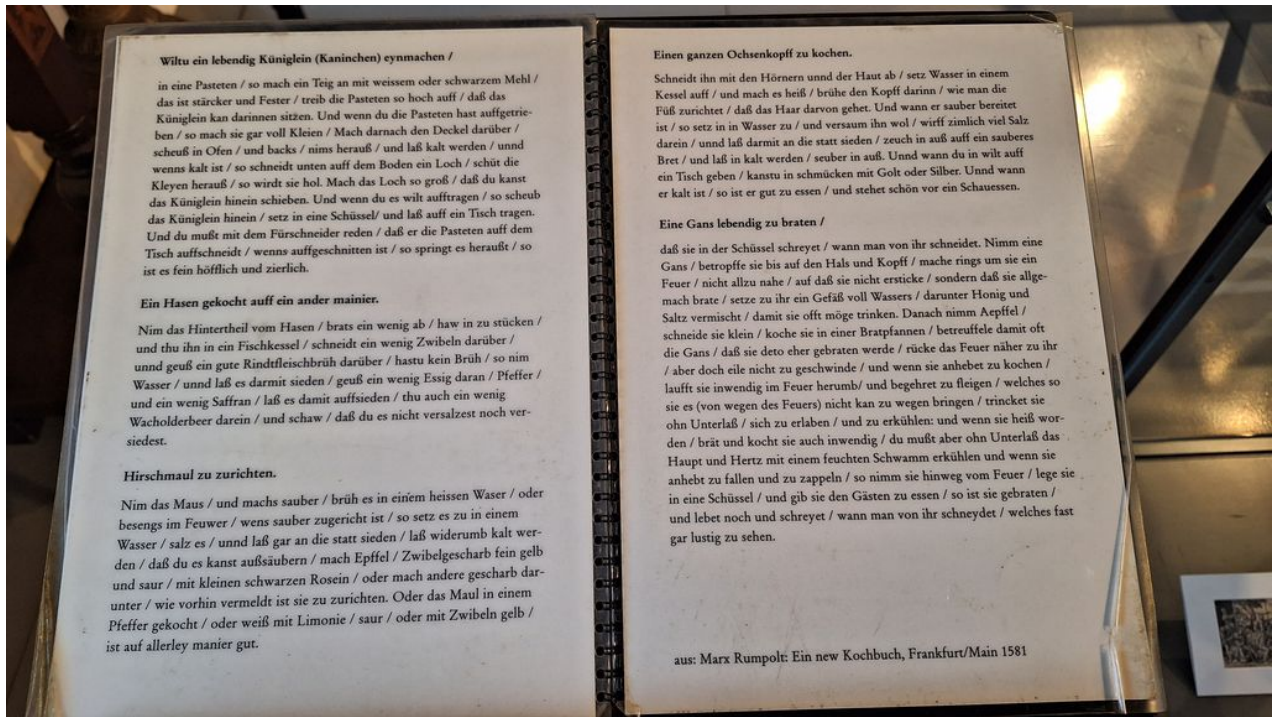 Wiltu ein lebendig Küniglein (Kaninchen) eynmachen /
in eine Pasteten / so mach ein Teig an mit weissem oder schwarzem Mehl /
das ist stärcker und Fester / treib die Pasteten so hoch auff / daß das
Küniglein kan darinnen sitzen. Und wenn du die Pasteten hast auffgetrie-
ben / so mach sie gar voll Kleien / Mach darnach den Deckel darüber /
scheuß in Ofen / und backs / nims herauß / und laß kalt werden / unnd
wenns kalt ist / so schneidt unten auff dem Boden ein Loch / schüt die
Kleyen herauß / so wirdt sie hol. Mach das Loch so groß / daß du kanst
das Küniglein hinein schieben. Und wenn du es wilt aufftragen / so scheub
das Küniglein hinein / setz in eine Schüssel/ und laß auff ein Tisch tragen.
Und du mußt mit dem Fürschneider reden / daß er die Pasteten auff dem
Tisch auffschneidt / wenns auffgeschnitten ist / so springt es heraußt / so
ist es fein höfflich und zierlich.
Ein Hasen gekocht auff ein ander mainier.
Nim das Hintertheil vom Hasen / brats ein wenig ab / haw in zu stücken /
und thu ihn in ein Fischkessel / schneidt ein wenig Zwibeln darüber /
unnd geuß ein gute Rindtfleischbrüh darüber / hastu kein Brüh / so nim
Wasser / unnd laß es darmit sieden / geuß ein wenig Essig daran / Pfeffer /
und ein wenig Saffran / laß es damit auffsieden / thu auch ein wenig
Wacholderbeer darein / und schaw / daß du es nicht versalzest noch ver-
siedest.
Hirschmaul zu zurichten.
Nim das Maus / und machs sauber / brüh es in einem heissen Waser / oder
besengs im Feuwer / wens sauber zugericht ist / so setz es zu in einem
Wasser / salz es / unnd laß gar an die statt sieden / laß widerumb kalt wer-
den / daß du es kanst außsäubern / mach Epffel / Zwibelgescharb fein gelb
und saur / mit kleinen schwarzen Rosein / oder mach andere gescharb dar-
unter / wie vorhin vermeldt ist sie zu zurichten. Oder das Maul in einem
Pfeffer gekocht / oder weiß mit Limonie / saur / oder mit Zwibeln gelb /
ist auf allerley manier gut.
Einen ganzen Ochsenkopff zu kochen.
Schneidt ihn mit den Hörnern unnd der Haut ab / setz Wasser in einem
Kessel auff / und mach es heiß / brühe den Kopff darinn / wie man die
Füß zurichtet / daß das Haar darvon gehet. Und wann er sauber bereitet
ist / so setz in in Wasser zu / und versaum ihn wol / wirff zimlich viel Salz
darein / unnd laß darmit an die statt sieden / zeuch in auß auff ein sauberes
Bret / und laß in kalt werden / seuber in auß. Unnd wann du in wilt auff
ein Tisch geben / kanstu in schmücken mit Golt oder Silber. Unnd wann
er kalt ist / so ist er gut zu essen / und stehet schön vor ein Schauessen.
Eine Gans lebendig zu braten /
daß sie in der Schüssel schreyet / wann man von ihr schneidet. Nimm eine
Gans / betropffe sie bis auf den Hals und Kopff / mache rings um sie ein
Feuer / nicht allzu nahe / auf daß sie nicht ersticke / sondern daß sie allge-
mach brate / setze zu ihr ein Gefäß voll Wassers / darunter Honig und
Saltz vermischt / damit sie offt möge trinken. Danach nimm Aepffel /
schneide sie klein / koche sie in einer Bratpfannen / betreuffele damit oft
die Gans / daß sie deto eher gebraten werde / rücke das Feuer näher zu ihr
/ aber doch eile nicht zu geschwinde / und wenn sie anhebet zu kochen /
laufft sie inwendig im Feuer herumb/ und begehret zu fleigen / welches so
sie es (von wegen des Feuers) nicht kan zu wegen bringen / trincket sie
ohn Unterlaß / sich zu erlaben / und zu erkühlen: und wenn sie heiß wor-
den / brät und kocht sie auch inwendig / du mußt aber ohn Unterlaß das
Haupt und Hertz mit einem feuchten Schwamm erkühlen und wenn sie
anhebt zu fallen und zu zappeln / so nimm sie hinweg vom Feuer / lege sie
in eine Schüssel / und gib sie den Gästen zu essen / so ist sie gebraten /
und lebet noch und schreyet / wann man von ihr schneydet / welches fast
gar lustig zu sehen.
aus: Marx Rumpolt: Ein new Kochbuch, Frankfurt/Main 1581